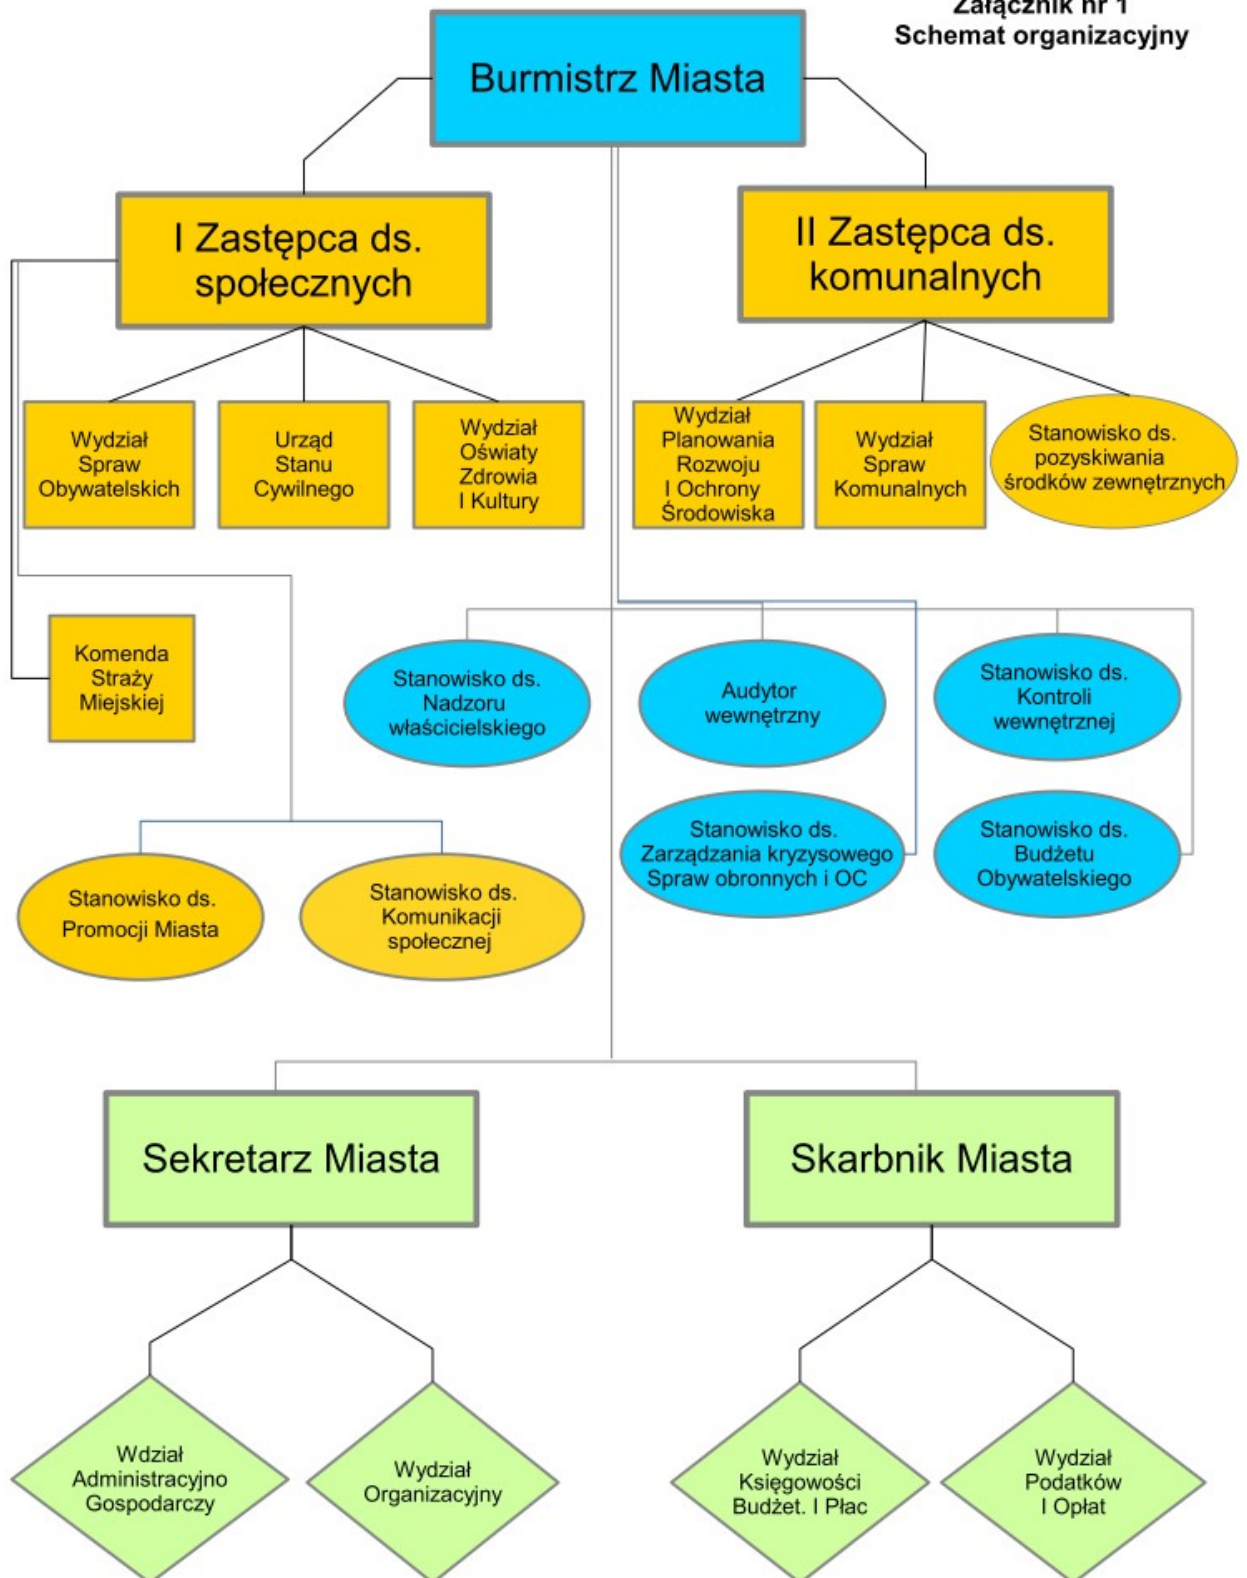 Załącznik nr 1
Schemat organizacyjny
Burmistrz Miasta
I Zastępca ds.
społecznych
II Zastępca ds.
komunalnych
Wydział
Spraw
Obywatelskich
Urząd
Stanu
Cywilnego
Wydział
Oświaty
Zdrowia
I Kultury
Wydział
Planowania
Rozwoju
I Ochrony
Środowiska
Wydział
Spraw
Komunalnych
Stanowisko ds.
pozyskiwania
środków zewnętrznych
Komenda
Straży
Miejskiej
Stanowisko ds.
Nadzoru
właścicielskiego
Audytor
wewnętrzny
Stanowisko ds.
Kontroli
wewnętrznej
Stanowisko ds.
Zarządzania kryzysowego
Spraw obronnych i OC
Stanowisko ds.
Budżetu
Obywatelskiego
Stanowisko ds.
Promocji Miasta
Stanowisko ds.
Komunikacji
społecznej
Sekretarz Miasta
Skarbnik Miasta
Wdział
Administracyjno
Gospodarczy
Wydział
Organizacyjny
Wydział
Księgowości
Budżet. I Płac
Wydział
Podatków
I Opłat